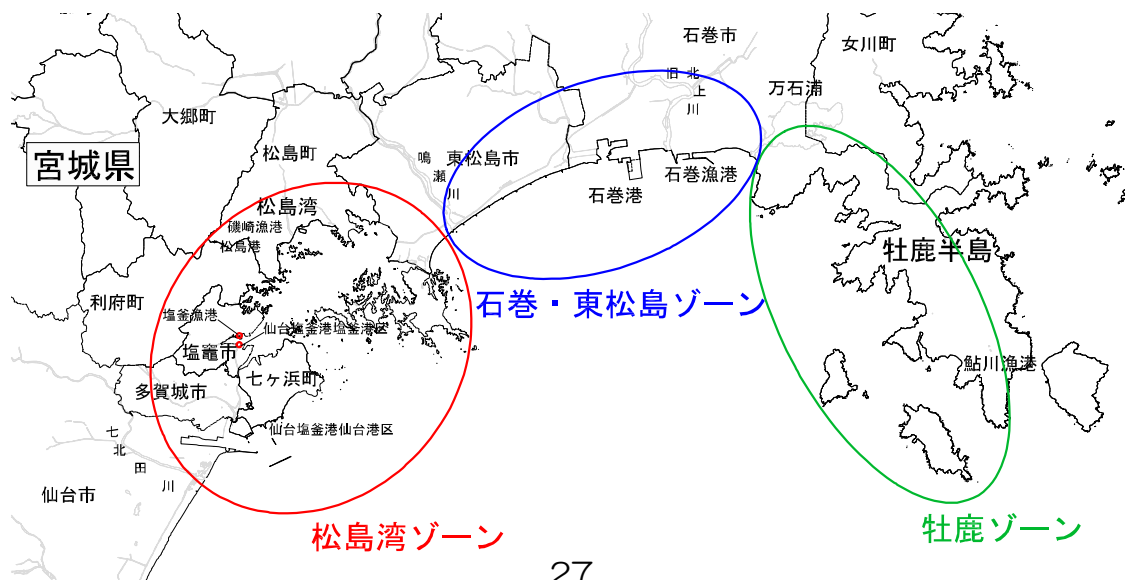 石巻市
女川町
旧北上川
万石浦
大郷町
宮城県
松島町
鳴瀬川
東松島市
石巻漁港
石巻港
松島湾
磯崎漁港
松島港
牡鹿半島
利府町
石巻・東松島ゾーン
塩釜漁港
仙台塩釜港塩釜港区
塩竈市
鮎川漁港
七ヶ浜町
多賀城市
仙台塩釜港仙台港区
七北田川
仙台市
牡鹿ゾーン
松島湾ゾーン
27